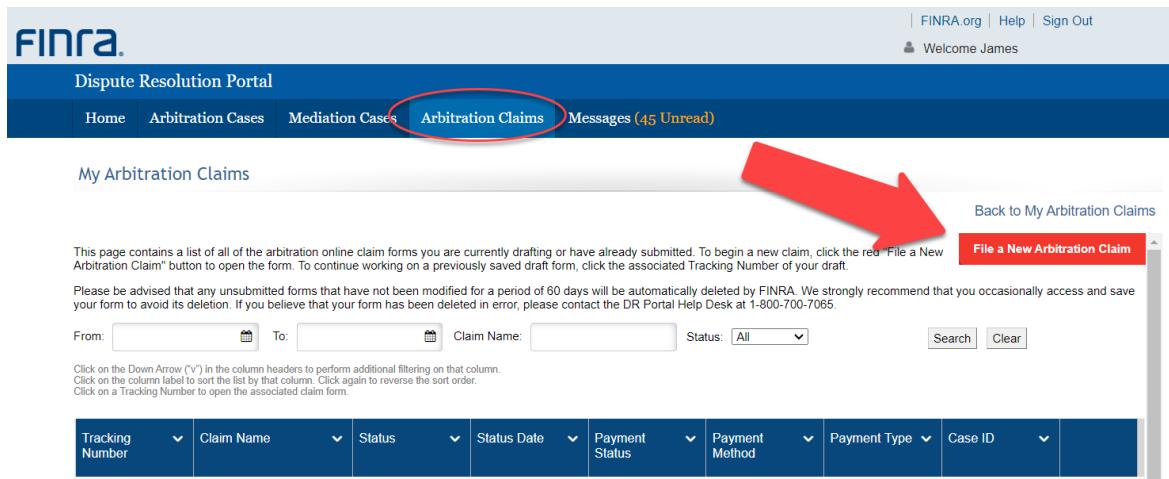 FINRA.org | Help | Sign Out
Finra.
Welcome James
Dispute Resolution Portal
Home Arbitration Cases Mediation Cases Arbitration Claims Messages (45 Unread)
My Arbitration Claims
Back to My Arbitration Claims
File a New Arbitration Claim
This page contains a list of all of the arbitration online claim forms you are currently drafting or have already submitted. To begin a new claim, click the red "File a New
Arbitration Claim" button to open the form. To continue working on a previously saved draft form, click the associated Tracking Number of your draft.
Please be advised that any unsubmitted forms that have not been modified for a period of 60 days will be automatically deleted by FINRA. We strongly recommend that you occasionally access and save
your form to avoid its deletion. If you believe that your form has been deleted in error, please contact the DR Portal Help Desk at 1-800-700-7065.
From: To: Claim Name: Status: All Search Clear
Click on the Down Arrow ("v") in the column headers to perform additional filtering on that column.
Click on the column label to sort the list by that column. Click again to reverse the sort order.
Click on a Tracking Number to open the associated claim form.
Tracking Number Claim Name Status Status Date Payment Status Payment Method Payment Type Case ID